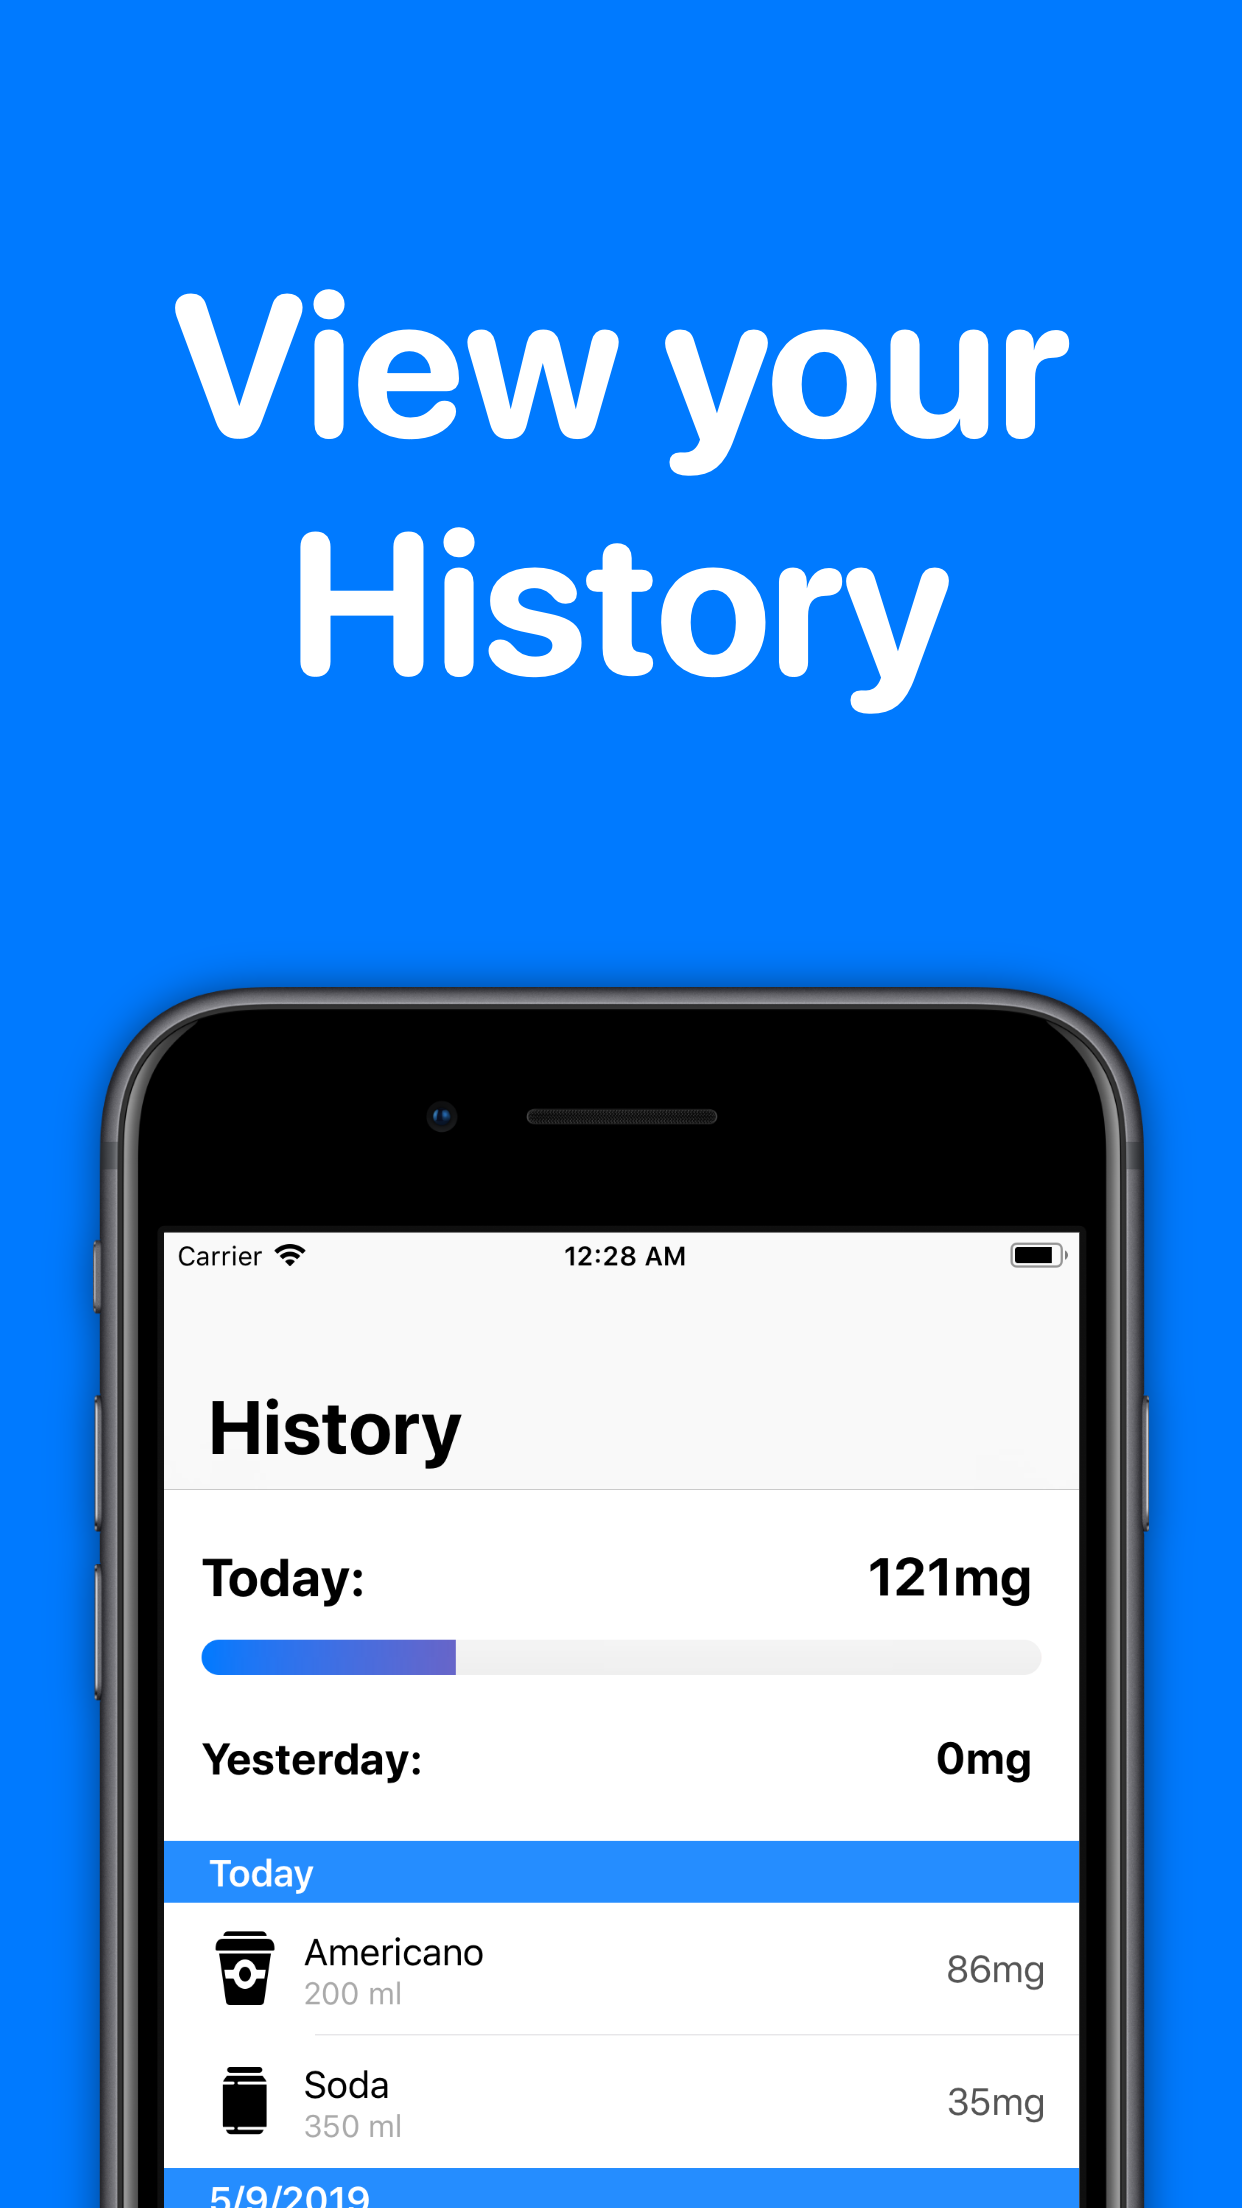 View your
History
Carrier 12:28 AM
History
Today: 121mg
Yesterday: 0mg
Today
Americano
200 ml
86mg
Soda
350 ml
35mg
5/9/2019